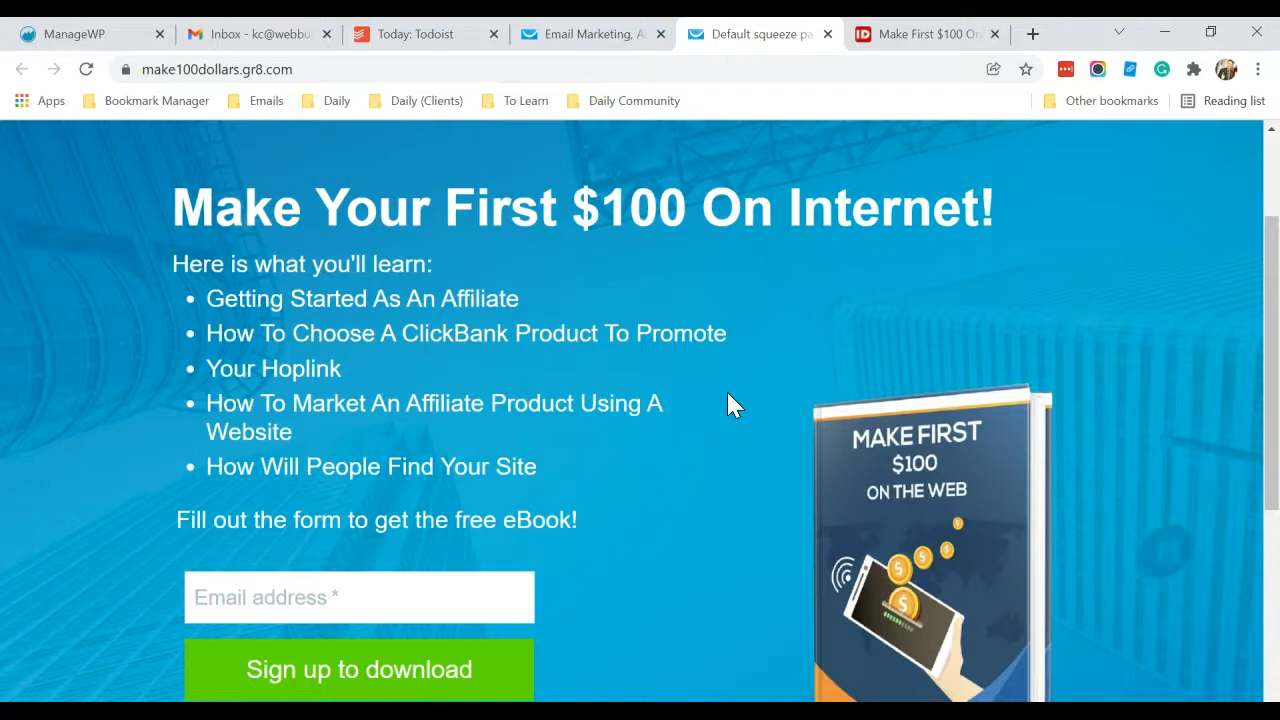 ManageWP
Inbox - kc@webbu
Today: Todoist
Email Marketing, A
Default squeeze pa
Make First $100 On
make100dollars.gr8.com
Apps
Bookmark Manager
Emails
Daily
Daily (Clients)
To Learn
Daily Community
Other bookmarks
Reading list
Make Your First $100 On Internet!
Here is what you'll learn:
• Getting Started As An Affiliate
• How To Choose A ClickBank Product To Promote
• Your Hoplink
• How To Market An Affiliate Product Using A
Website
• How Will People Find Your Site
Fill out the form to get the free eBook!
Email address *
Sign up to download
MAKE FIRST
$100
ON THE WEB